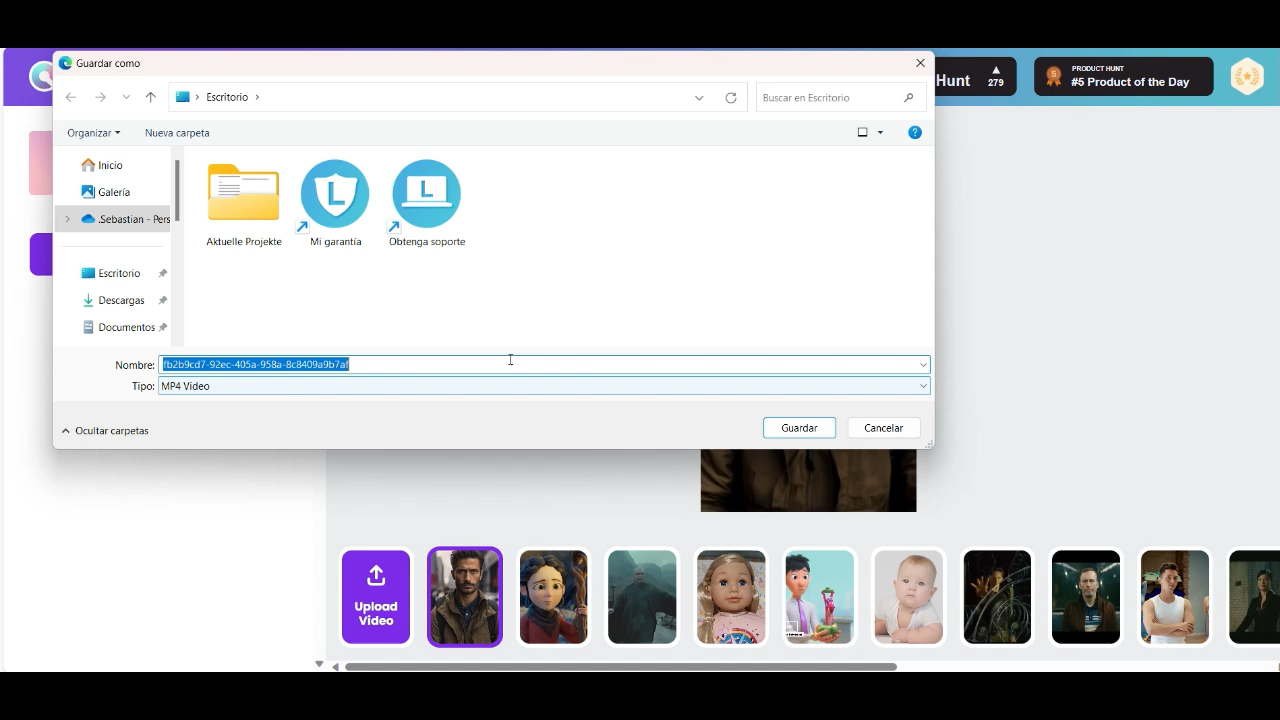 Guardar como
Escritorio
Buscar en Escritorio
Hunt
279
5
PRODUCT HUNT
#5 Product of the Day
Organizar
Nueva carpeta
Inicio
Galería
.Sebastian - Pers
Escritorio
Descargas
Documentos
L
L
Aktuelle Projekte
Mi garantía
Obtenga soporte
Nombre: fb2b9cd7-92ec-405a-958a-8c8409a9b7af
Tipo: MP4 Video
Ocultar carpetas
Guardar
Cancelar
Upload
Video